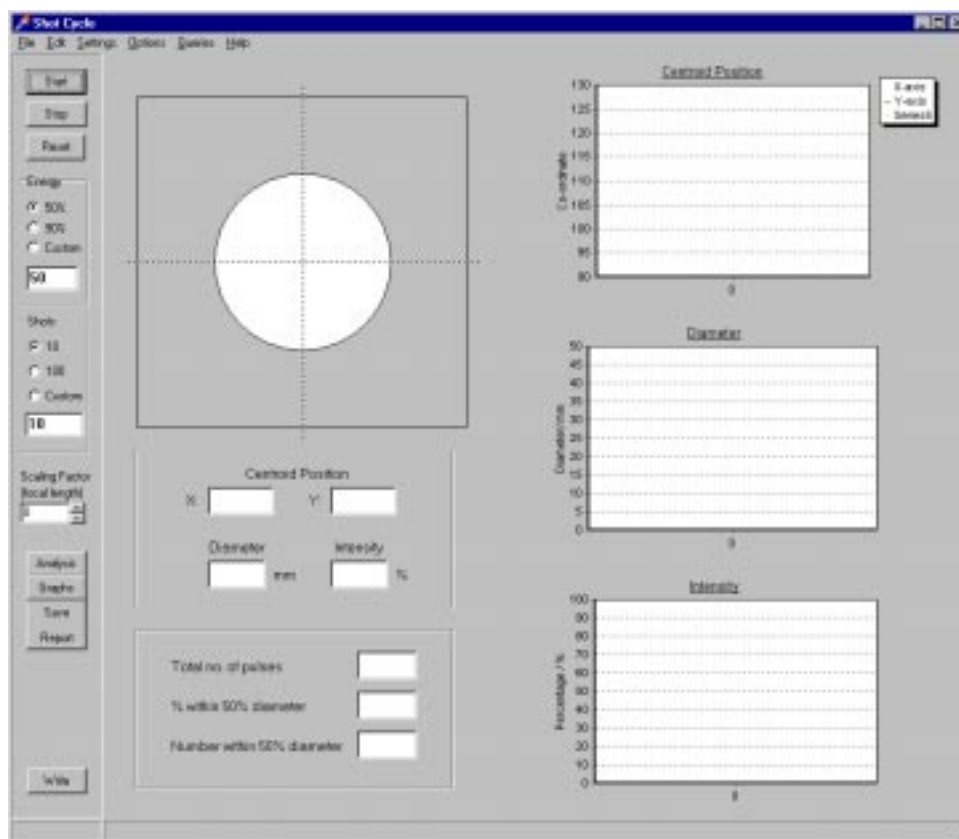 Shot Cycle
File Edit Settings Options Queries Help
Start
Stop
Reset
Energy
50%
90%
Custom
50
Shots
10
100
Custom
10
Scaling Factor
(focal length)
Analysis
Graphs
Save
Report
Write
Centroid Position
X: Y:
Diameter Intensity
mm %
Total no. of pulses
% within 50% diameter
Number within 50% diameter
Centroid Position
130
125
120
115
110
105
100
95
90
Co-ordinate
0
X-axis
Y-axis
Diameter
50
45
40
35
30
25
20
15
10
5
0
Diameter/mm
0
Intensity
100
90
80
70
60
50
40
30
20
10
0
Percentage / %
0